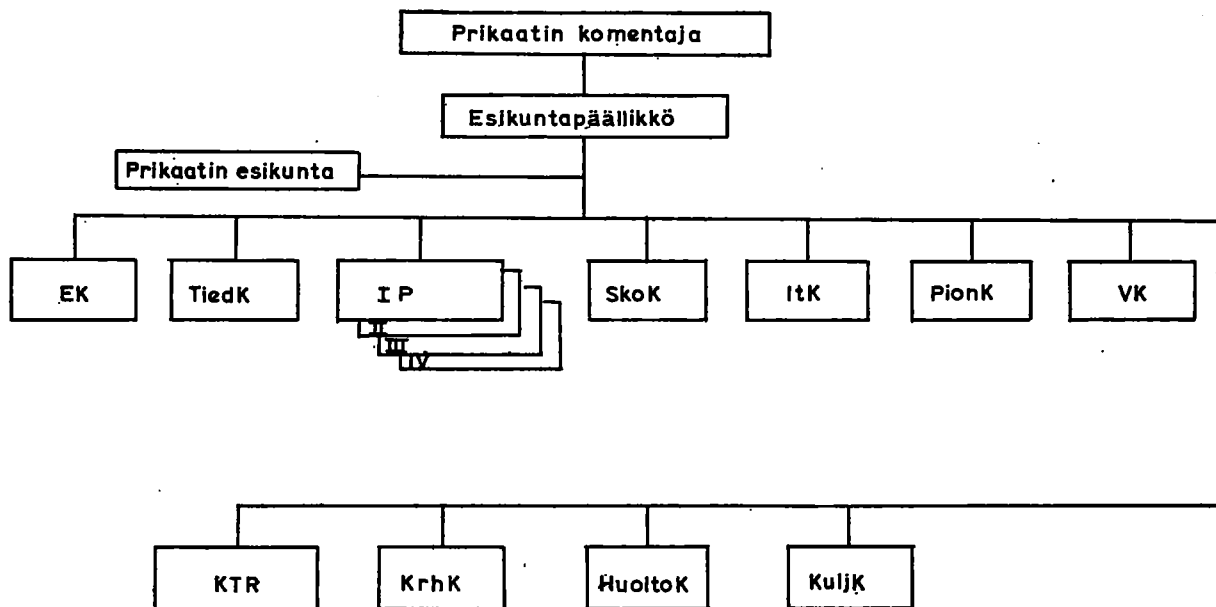 Prikaatin komentaja
Esikuntapäällikkö
Prikaatin esikunta
EK
TiedK
I P
II
III
IV
SkoK
ItK
PionK
VK
KTR
KrhK
HuoltoK
KuljK